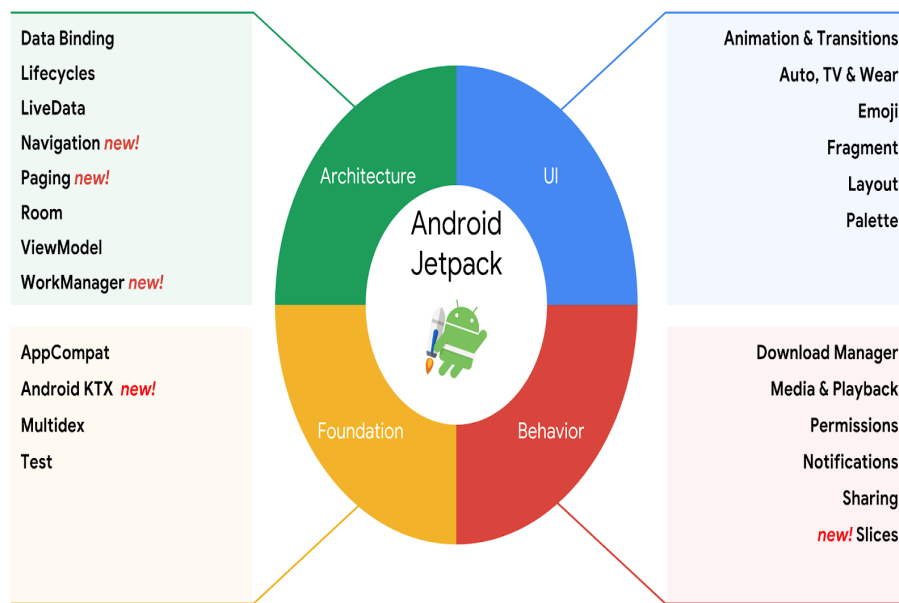 Data Binding
Lifecycles
LiveData
Navigation new!
Paging new!
Room
ViewModel
WorkManager new!
Animation & Transitions
Auto, TV & Wear
Emoji
Fragment
Layout
Palette
Architecture
UI
Android
Jetpack
Foundation
Behavior
AppCompat
Android KTX new!
Multidex
Test
Download Manager
Media & Playback
Permissions
Notifications
Sharing
new! Slices